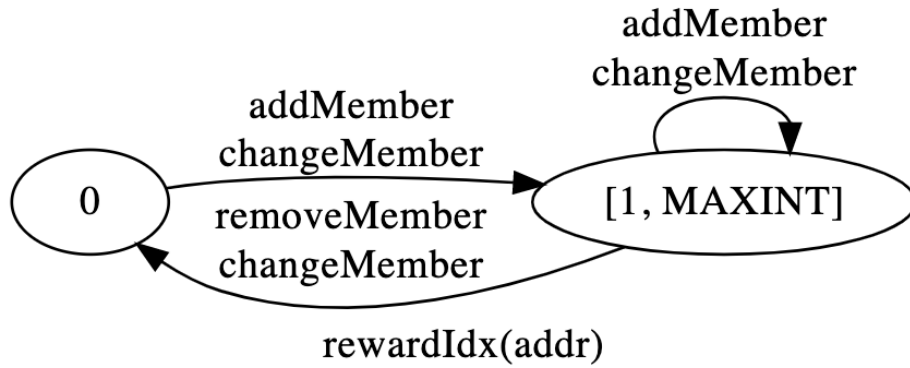 addMember
changeMember
addMember
changeMember
0
[1, MAXINT]
removeMember
changeMember
rewardIdx(addr)